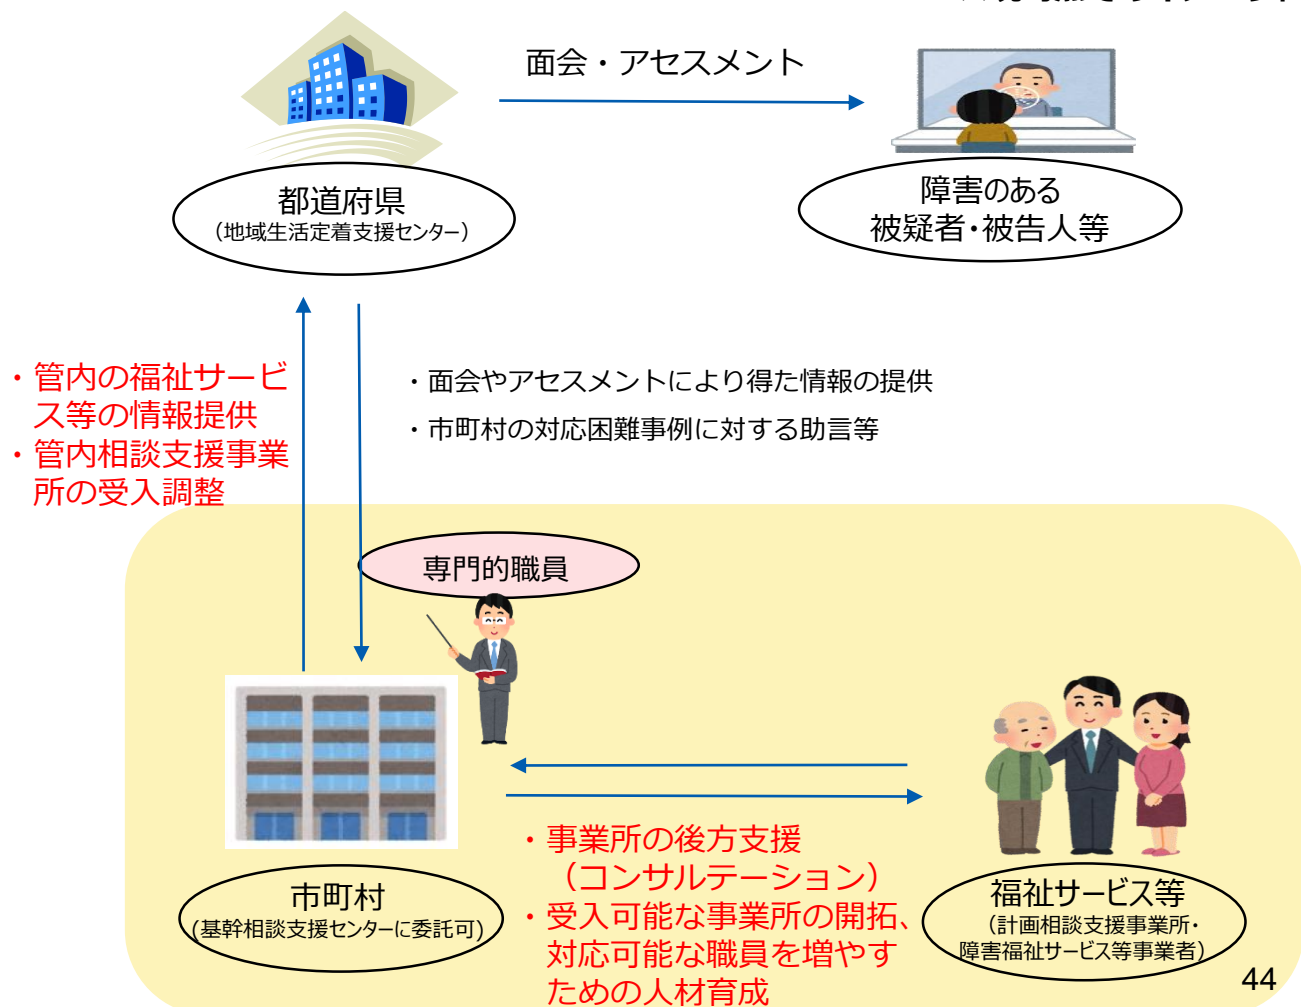 面会・アセスメント
都道府県
（地域生活定着支援センター）
障害のある
被疑者・被告人等
・管内の福祉サービ
ス等の情報提供
・管内相談支援事業
所の受入調整
・面会やアセスメントにより得た情報の提供
・市町村の対応困難事例に対する助言等
専門的職員
市町村
(基幹相談支援センターに委託可)
・事業所の後方支援
（コンサルテーション）
・受入可能な事業所の開拓、
対応可能な職員を増やす
ための人材育成
福祉サービス等
（計画相談支援事業所・
障害福祉サービス等事業者）
44